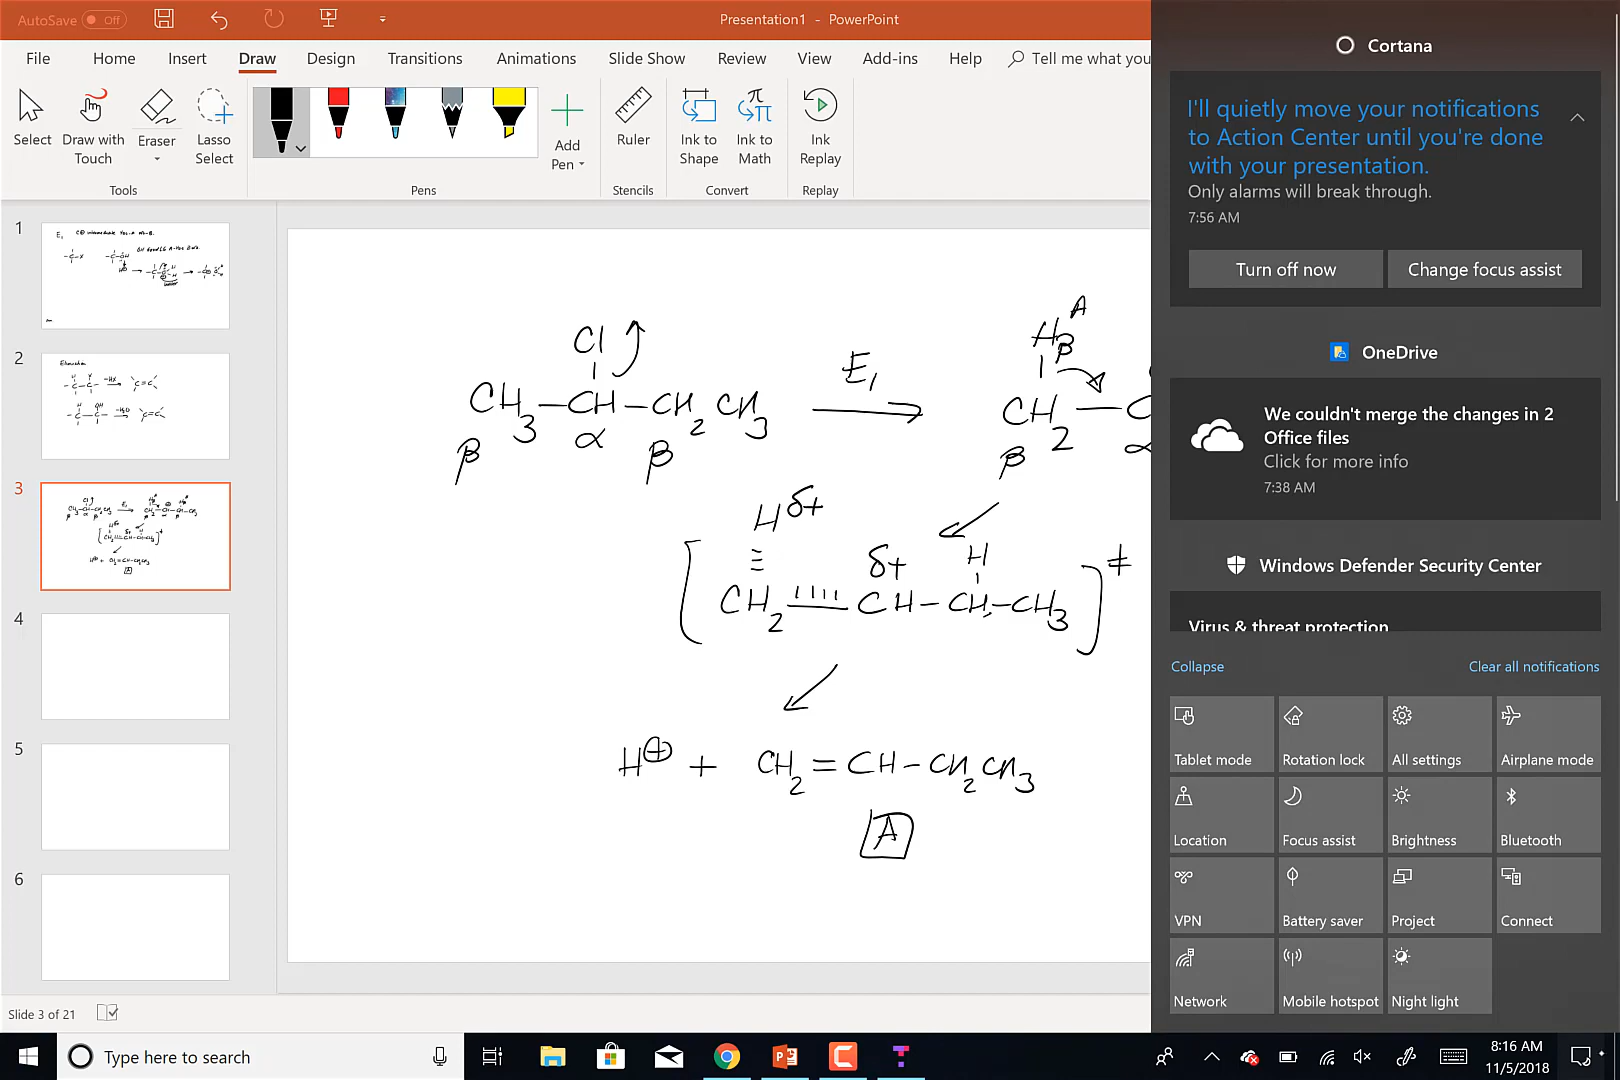 AutoSave Off
Presentation1 - PowerPoint
File Home Insert Draw Design Transitions Animations Slide Show Review View Add-ins Help Tell me what you
Select
Draw with Touch
Eraser
Lasso Select
Add Pen
Ruler
Ink to Shape
Ink to Math
Ink Replay
Tools Pens Stencils Convert Replay
1
2
3
4
5
6
Cl
CH3-CH-CH2CH3
β α β
E1
Hβ A
CH2-C
β α
H δ+
δ+ H
[CH2=CH-CH-CH3]‡
H⊕ + CH2=CH-CH2CH3
A
Cortana
I'll quietly move your notifications
to Action Center until you're done
with your presentation.
Only alarms will break through.
7:56 AM
Turn off now Change focus assist
OneDrive
We couldn't merge the changes in 2
Office files
Click for more info
7:38 AM
Windows Defender Security Center
Virus & threat protection
Collapse Clear all notifications
Tablet mode Rotation lock All settings Airplane mode
Location Focus assist Brightness Bluetooth
VPN Battery saver Project Connect
Network Mobile hotspot Night light
Slide 3 of 21
Type here to search
8:16 AM
11/5/2018